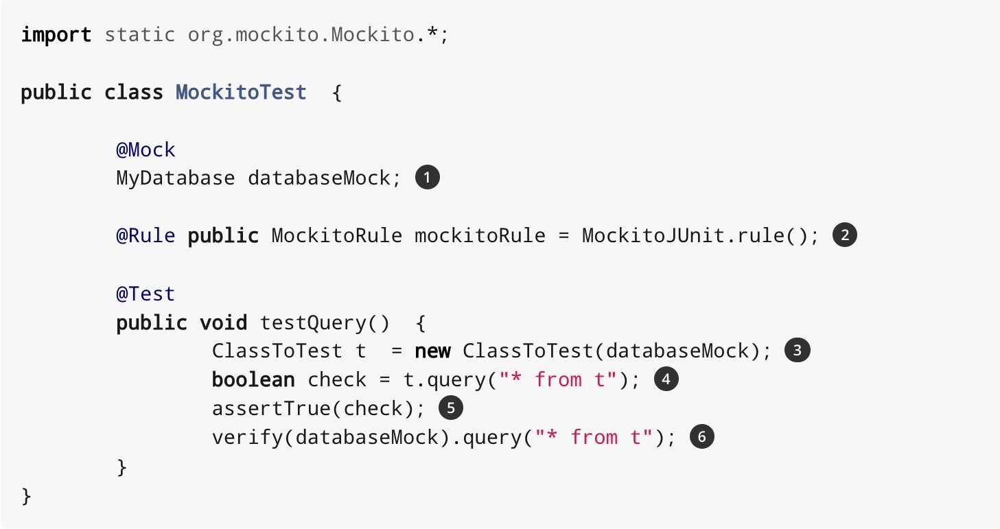 import static org.mockito.Mockito.*;
public class MockitoTest  {
@Mock
MyDatabase databaseMock; 1
@Rule public MockitoRule mockitoRule = MockitoJUnit.rule(); 2
@Test
public void testQuery()  {
ClassToTest t  = new ClassToTest(databaseMock); 3
boolean check = t.query("* from t"); 4
assertTrue(check); 5
verify(databaseMock).query("* from t"); 6
}
}